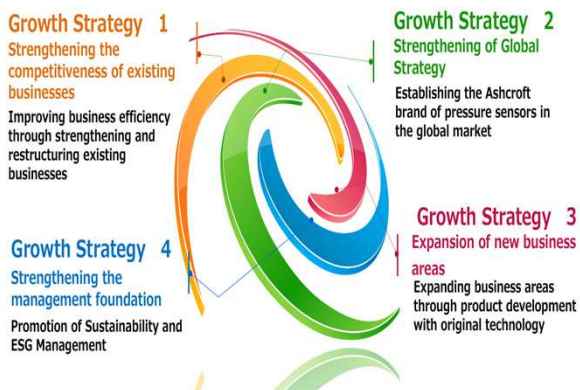 Growth Strategy 1
Strengthening the
competitiveness of existing
businesses
Improving business efficiency
through strengthening and
restructuring existing
businesses
Growth Strategy 2
Strengthening of Global
Strategy
Establishing the Ashcroft
brand of pressure sensors in
the global market
Growth Strategy 3
Expansion of new business
areas
Expanding business areas
through product development
with original technology
Growth Strategy 4
Strengthening the
management foundation
Promotion of Sustainability and
ESG Management